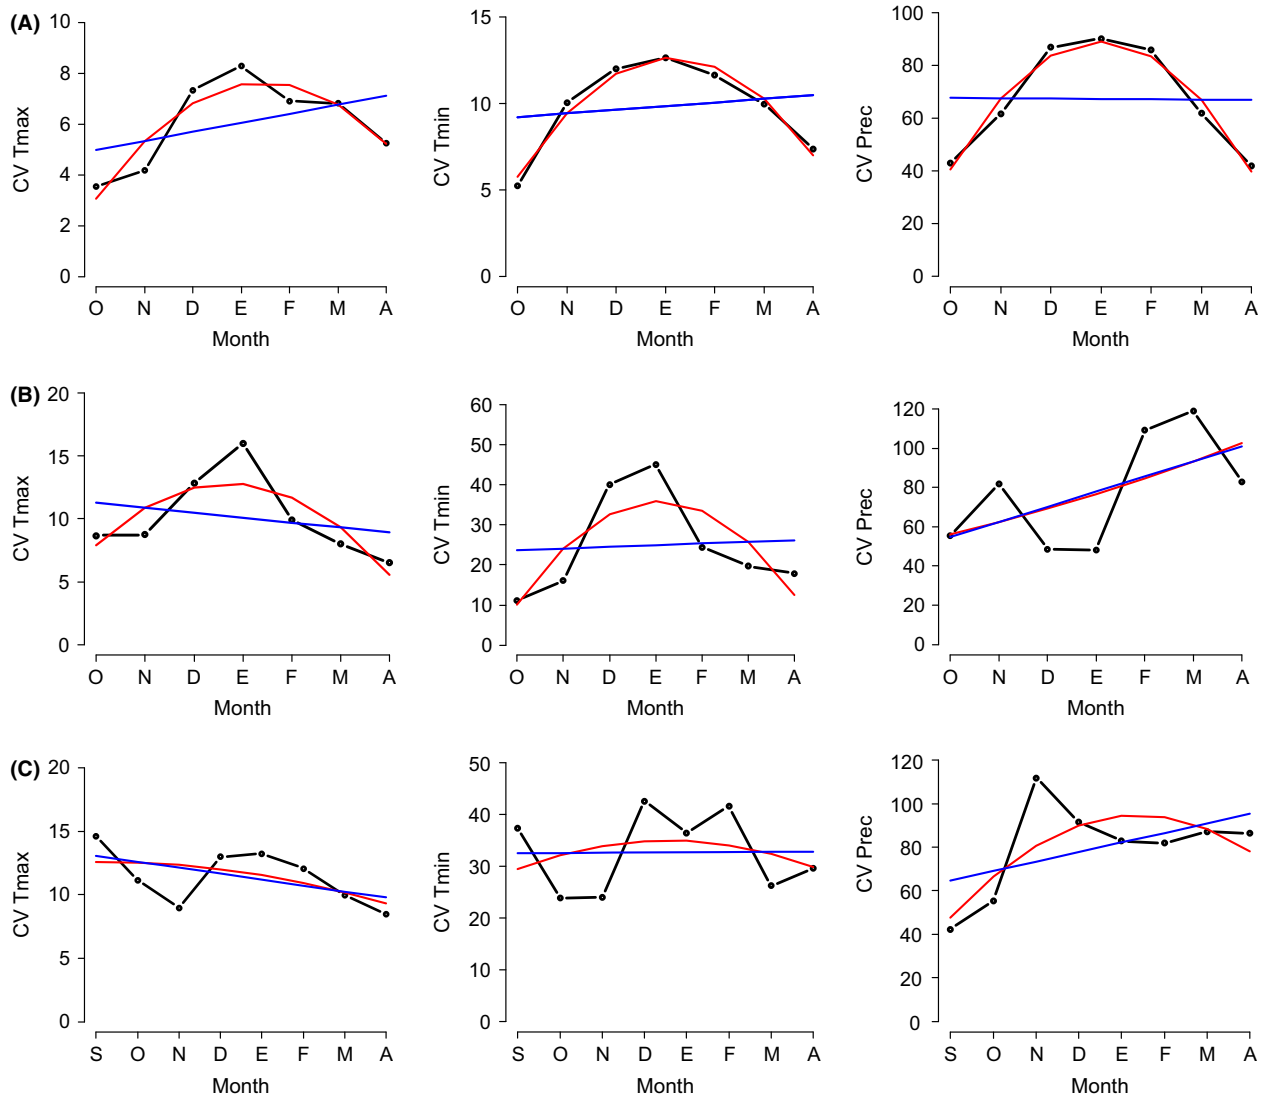 (A)
CV Tmax
10
8
6
4
2
0
O N D E F M A
Month
CV Tmin
15
10
5
0
O N D E F M A
Month
CV Prec
100
80
60
40
20
0
O N D E F M A
Month
(B)
CV Tmax
20
15
10
5
0
O N D E F M A
Month
CV Tmin
60
50
40
30
20
10
0
O N D E F M A
Month
CV Prec
120
100
80
60
40
20
0
O N D E F M A
Month
(C)
CV Tmax
20
15
10
5
0
S O N D E F M A
Month
CV Tmin
50
40
30
20
10
0
S O N D E F M A
Month
CV Prec
120
100
80
60
40
20
0
S O N D E F M A
Month